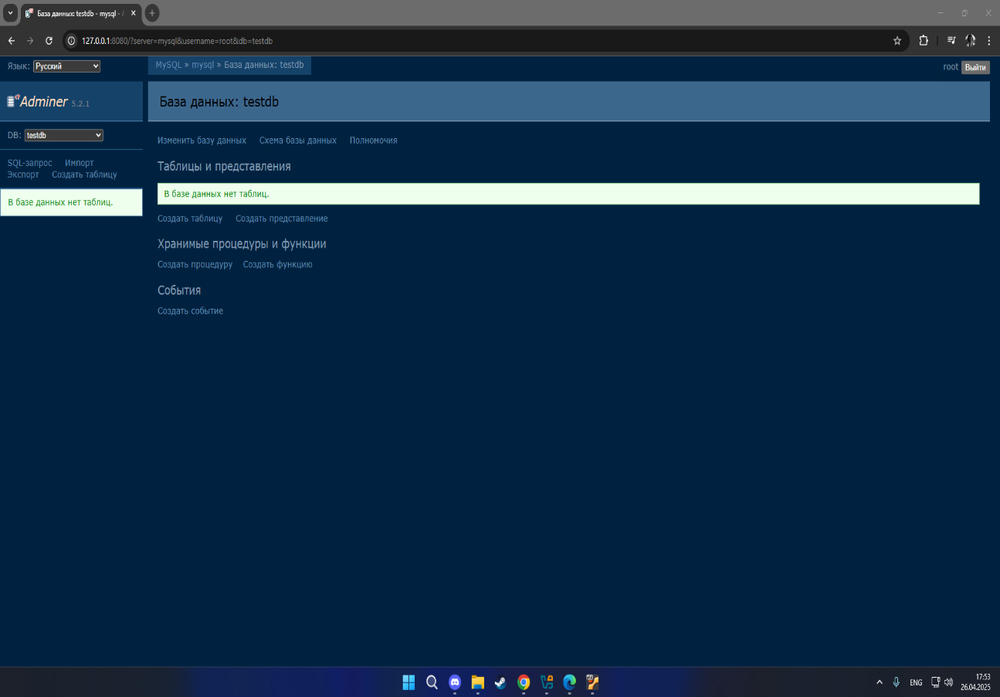 База данных: testdb - mysql -
127.0.0.1:8080/?server=mysql&username=root&db=testdb
Язык: Русский
MySQL » mysql » База данных: testdb
root Выйти
Adminer 5.2.1
База данных: testdb
DB: testdb
SQL-запрос Импорт
Экспорт Создать таблицу
В базе данных нет таблиц.
Изменить базу данных Схема базы данных Полномочия
Таблицы и представления
В базе данных нет таблиц.
Создать таблицу Создать представление
Хранимые процедуры и функции
Создать процедуру Создать функцию
События
Создать событие
ENG
17:53
26.04.2025